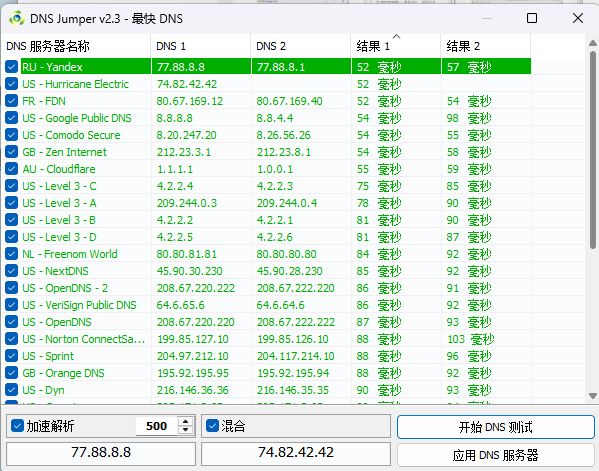 DNS Jumper v2.3 - 最快 DNS
DNS 服务器名称 DNS 1 DNS 2 结果 1 结果 2
RU - Yandex 77.88.8.8 77.88.8.1 52 毫秒 57 毫秒
US - Hurricane Electric 74.82.42.42 52 毫秒
FR - FDN 80.67.169.12 80.67.169.40 52 毫秒 54 毫秒
US - Google Public DNS 8.8.8.8 8.8.4.4 54 毫秒 98 毫秒
US - Comodo Secure 8.20.247.20 8.26.56.26 54 毫秒 55 毫秒
GB - Zen Internet 212.23.3.1 212.23.8.1 54 毫秒 58 毫秒
AU - Cloudflare 1.1.1.1 1.0.0.1 55 毫秒 59 毫秒
US - Level 3 - C 4.2.2.4 4.2.2.3 75 毫秒 85 毫秒
US - Level 3 - A 209.244.0.3 209.244.0.4 78 毫秒 90 毫秒
US - Level 3 - B 4.2.2.2 4.2.2.1 81 毫秒 90 毫秒
US - Level 3 - D 4.2.2.5 4.2.2.6 81 毫秒 87 毫秒
NL - Freenom World 80.80.81.81 80.80.80.80 84 毫秒 92 毫秒
US - NextDNS 45.90.30.230 45.90.28.230 85 毫秒 92 毫秒
US - OpenDNS - 2 208.67.220.222 208.67.222.220 86 毫秒 91 毫秒
US - VeriSign Public DNS 64.6.65.6 64.6.64.6 86 毫秒 92 毫秒
US - OpenDNS 208.67.220.220 208.67.222.222 87 毫秒 93 毫秒
US - Norton ConnectSa... 199.85.127.10 199.85.126.10 88 毫秒 103 毫秒
US - Sprint 204.97.212.10 204.117.214.10 88 毫秒 96 毫秒
GB - Orange DNS 195.92.195.95 195.92.195.94 88 毫秒 92 毫秒
US - Dyn 216.146.36.36 216.146.35.35 90 毫秒 93 毫秒
加速解析 500 混合 开始 DNS 测试
77.88.8.8 74.82.42.42 应用 DNS 服务器